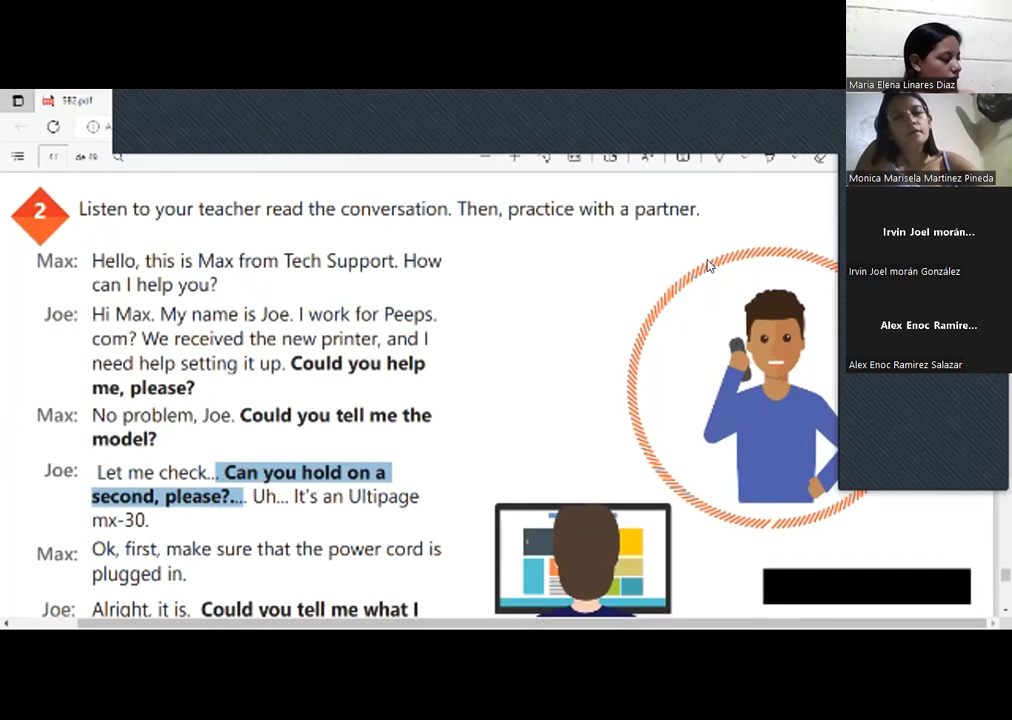 SB2.pdf
47 de 49
2 Listen to your teacher read the conversation. Then, practice with a partner.
Max: Hello, this is Max from Tech Support. How
can I help you?
Joe: Hi Max. My name is Joe. I work for Peeps.
com? We received the new printer, and I
need help setting it up. Could you help
me, please?
Max: No problem, Joe. Could you tell me the
model?
Joe: Let me check... Can you hold on a
second, please?... Uh... It's an Ultipage
mx-30.
Max: Ok, first, make sure that the power cord is
plugged in.
Joe: Alright, it is. Could you tell me what I
Maria Elena Linares Diaz
Monica Marisela Martinez Pineda
Irvin Joel morán...
Irvin Joel morán González
Alex Enoc Ramire...
Alex Enoc Ramirez Salazar